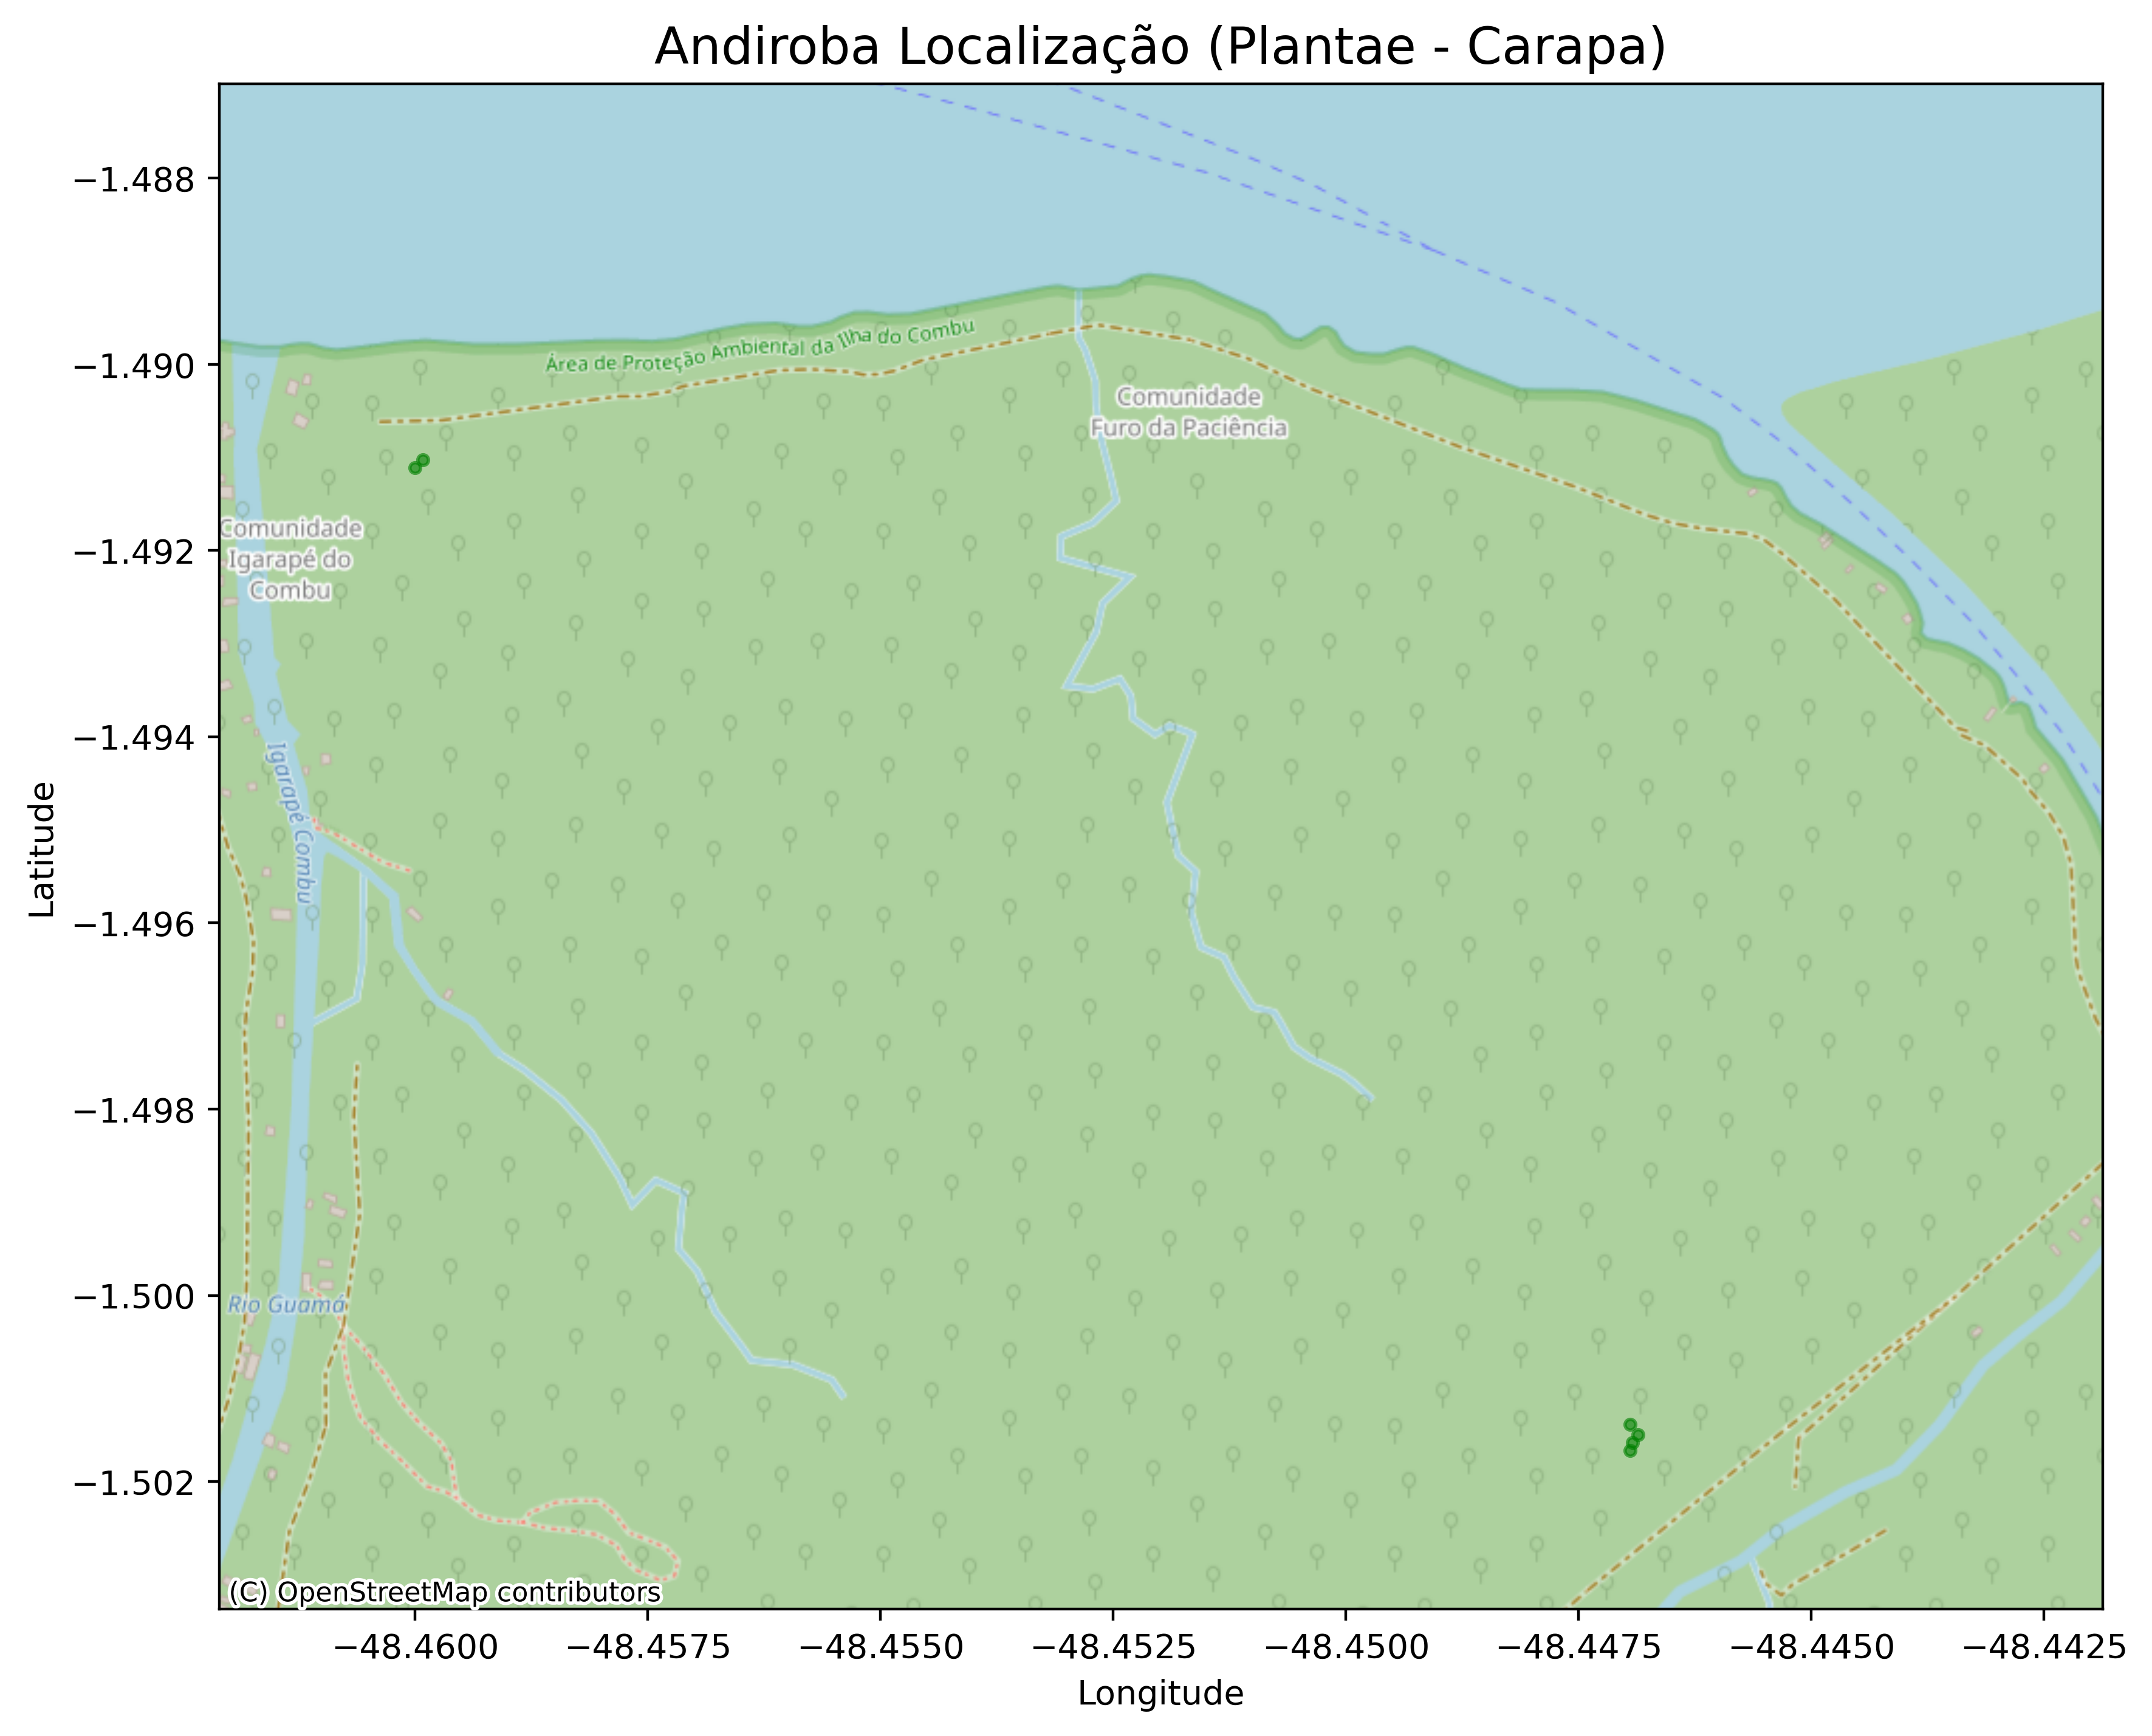 Andiroba Localização (Plantae - Carapa)
Latitude
−1.488
−1.490
−1.492
−1.494
−1.496
−1.498
−1.500
−1.502
Área de Proteção Ambiental da Ilha do Combu
Comunidade
Furo da Paciência
Comunidade
Igarapé do
Combu
Igarapé Combu
Rio Guamá
(C) OpenStreetMap contributors
−48.4600
−48.4575
−48.4550
−48.4525
−48.4500
−48.4475
−48.4450
−48.4425
Longitude